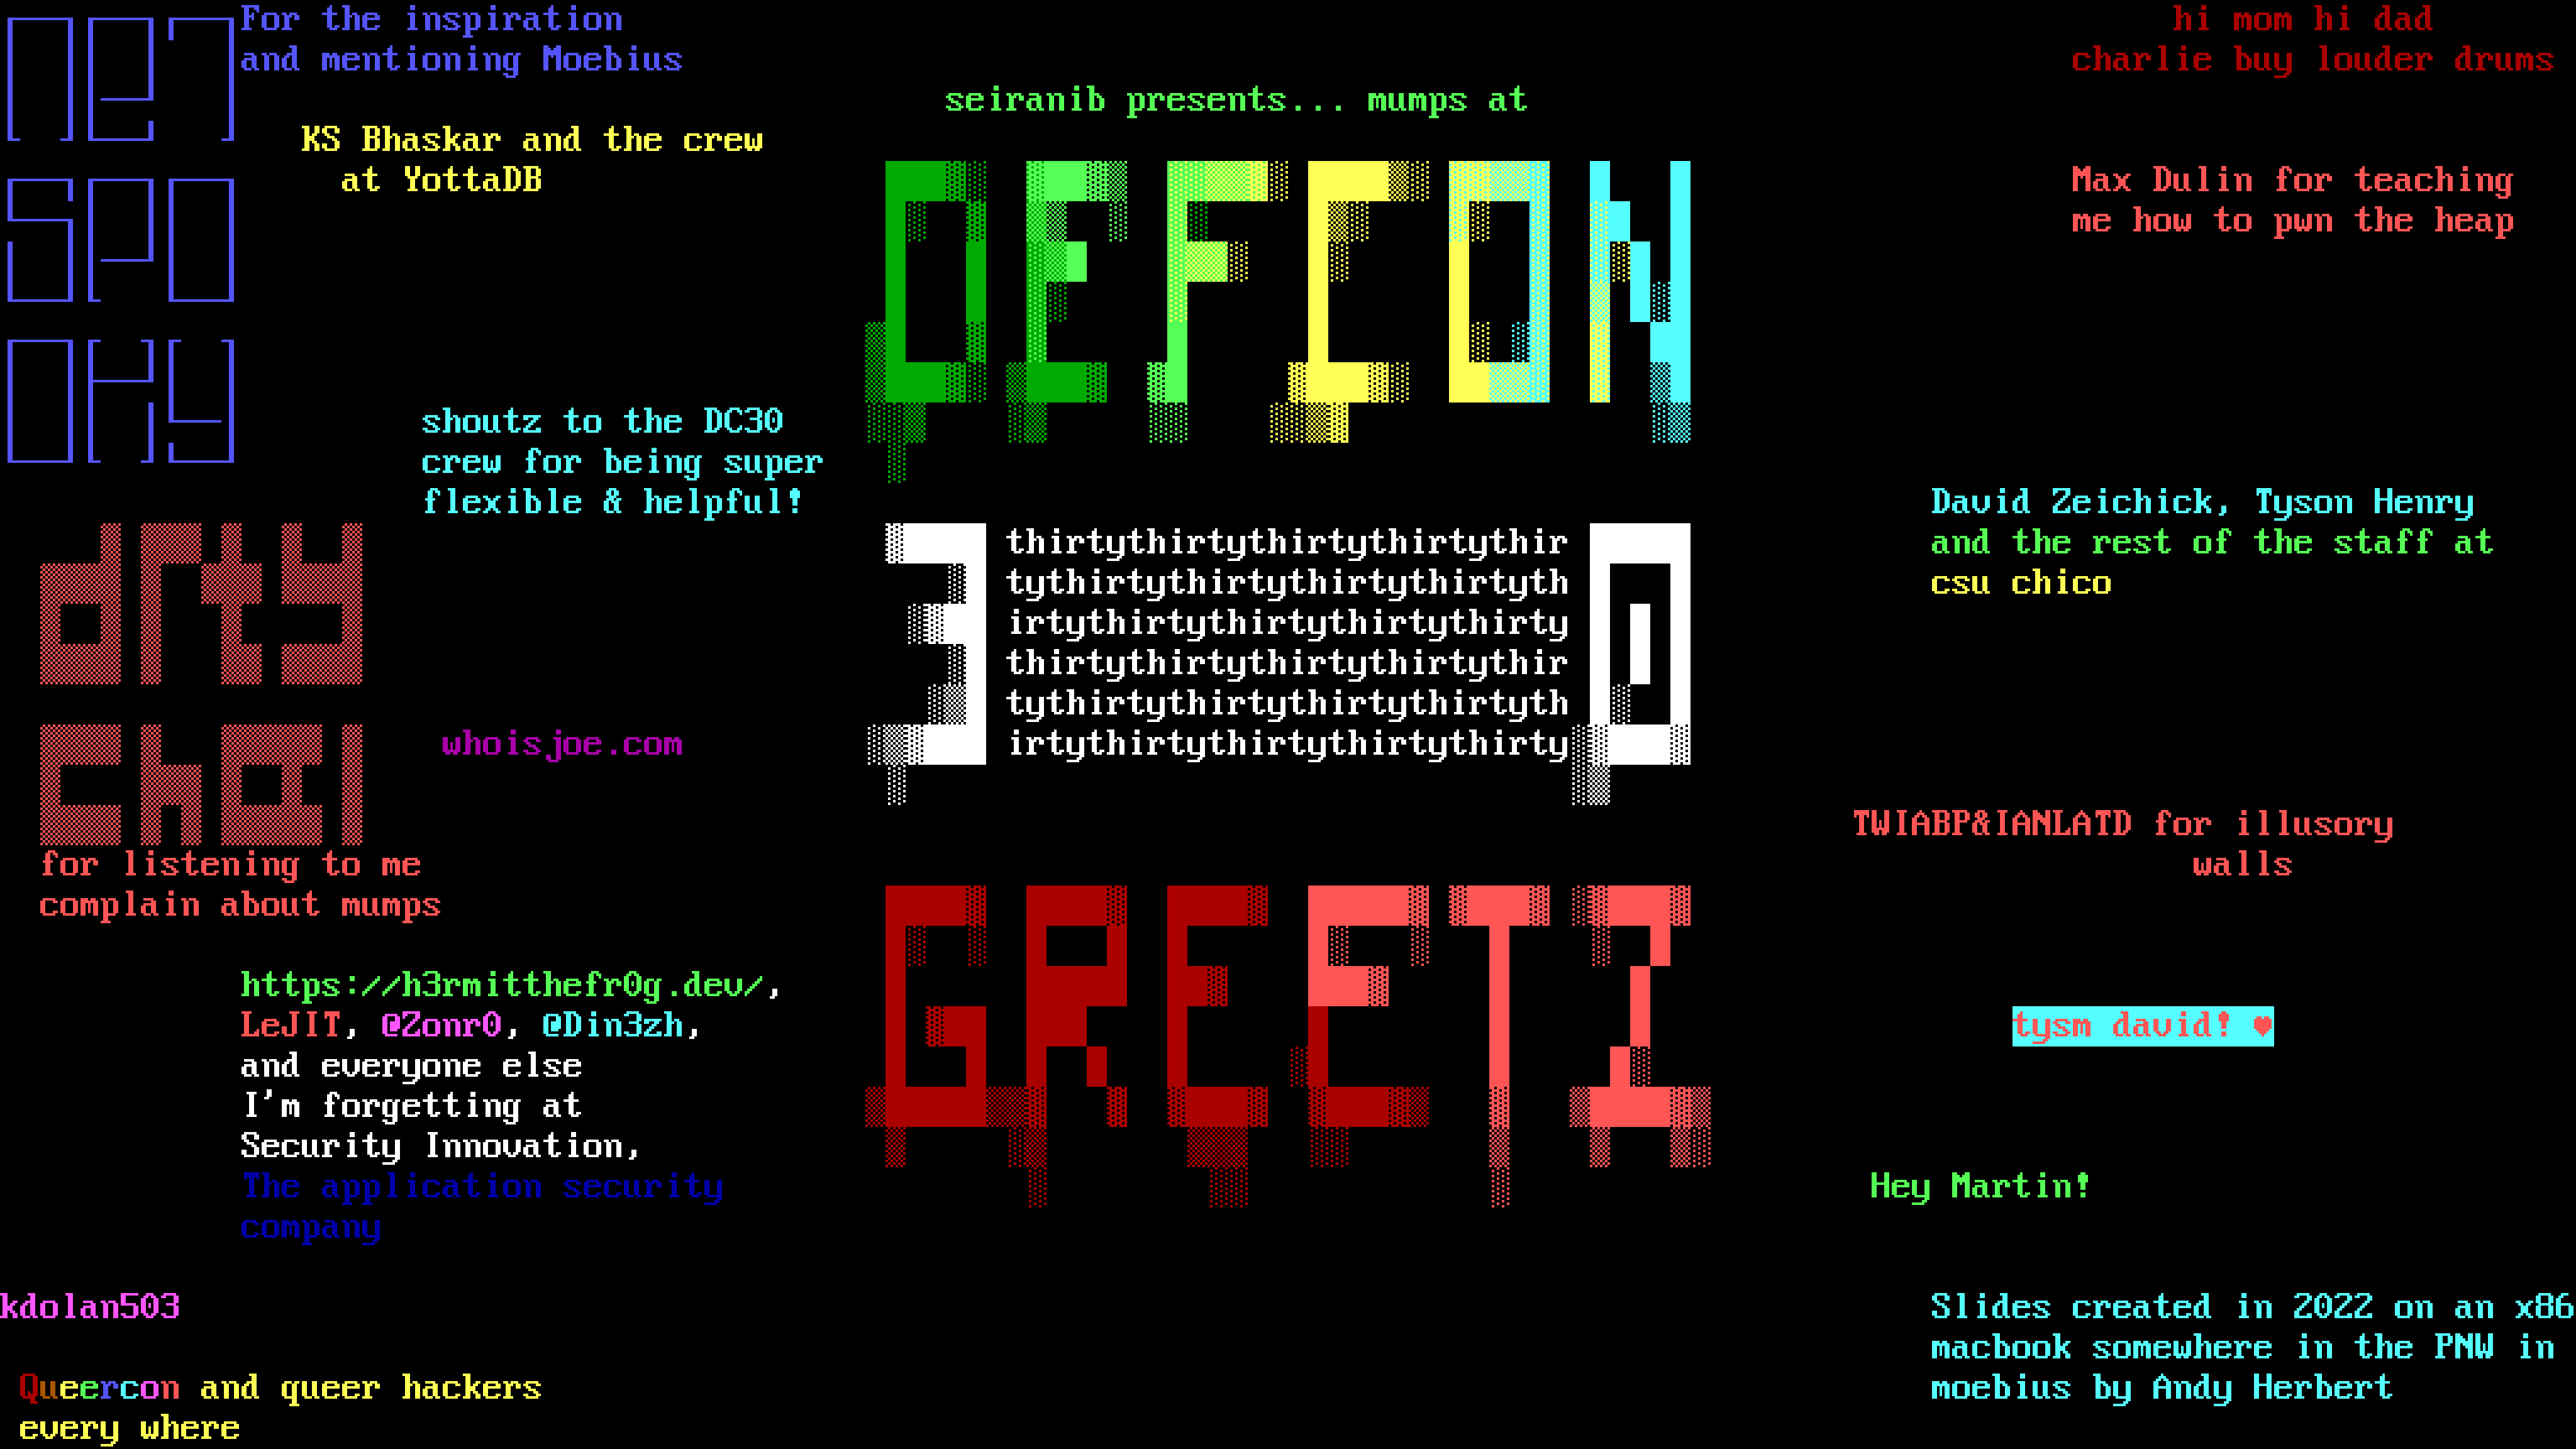 ne7
spo
oky
For the inspiration
and mentioning Moebius
KS Bhaskar and the crew
at YottaDB
shoutz to the DC30
crew for being super
flexible & helpful!
drty
chai
for listening to me
complain about mumps
whoisjoe.com
https://h3rmitthefr0g.dev/,
LeJIT, @Zonr0, @Din3zh,
and everyone else
I'm forgetting at
Security Innovation,
The application security
company
kdolan503
Queercon and queer hackers
every where
seiranib presents... mumps at
DEFCON
30
thirtythirtythirtythirtythir
tythirtythirtythirtythirtyth
irtythirtythirtythirtythirty
thirtythirtythirtythirtythir
tythirtythirtythirtythirtyth
irtythirtythirtythirtythirty
GREETZ
hi mom hi dad
charlie buy louder drums
Max Dulin for teaching
me how to pwn the heap
David Zeichick, Tyson Henry
and the rest of the staff at
csu chico
TWIABP&IANLATD for illusory
walls
tysm david! ♥
Hey Martin!
Slides created in 2022 on an x86
macbook somewhere in the PNW in
moebius by Andy Herbert